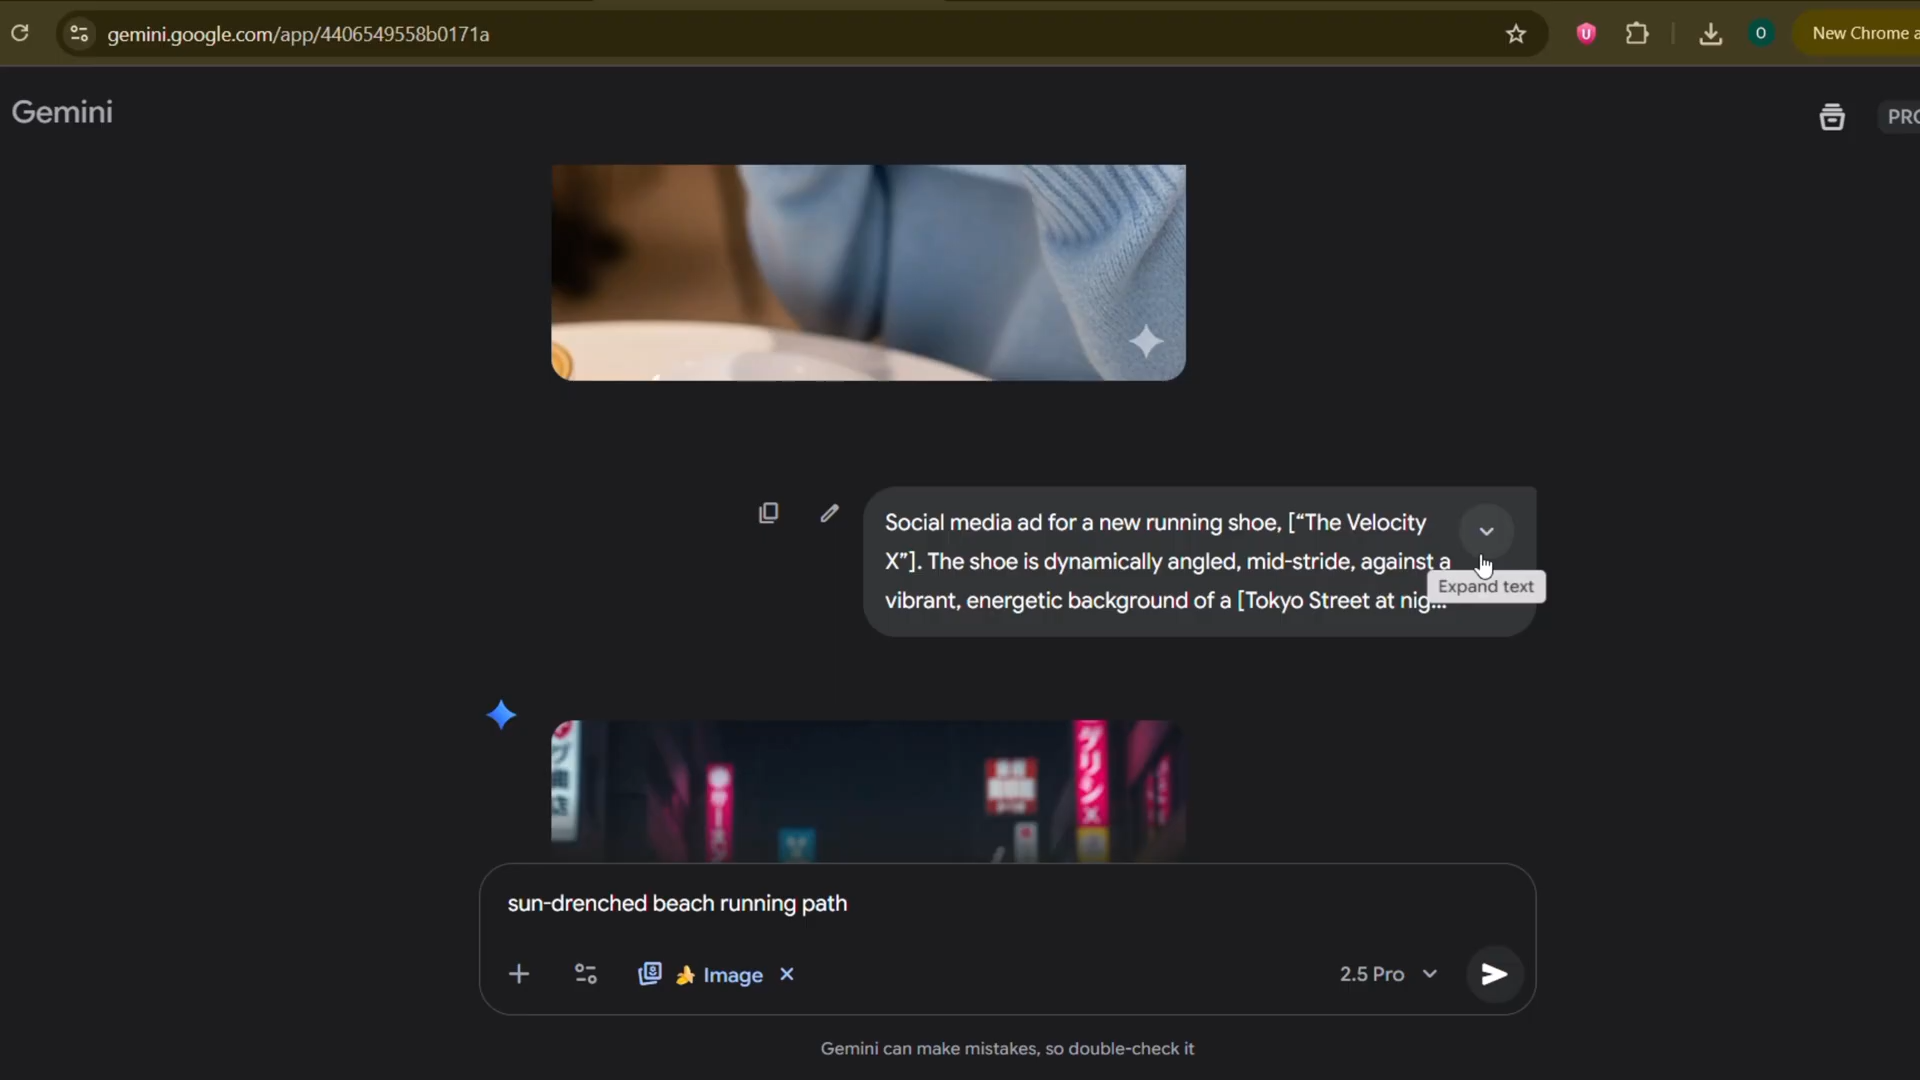 gemini.google.com/app/4406549558b0171a
O
New Chrome a
Gemini
PRO
Social media ad for a new running shoe, [“The Velocity
X”]. The shoe is dynamically angled, mid-stride, against a
vibrant, energetic background of a [Tokyo Street at nig...
Expand text
sun-drenched beach running path
Image
2.5 Pro
Gemini can make mistakes, so double-check it